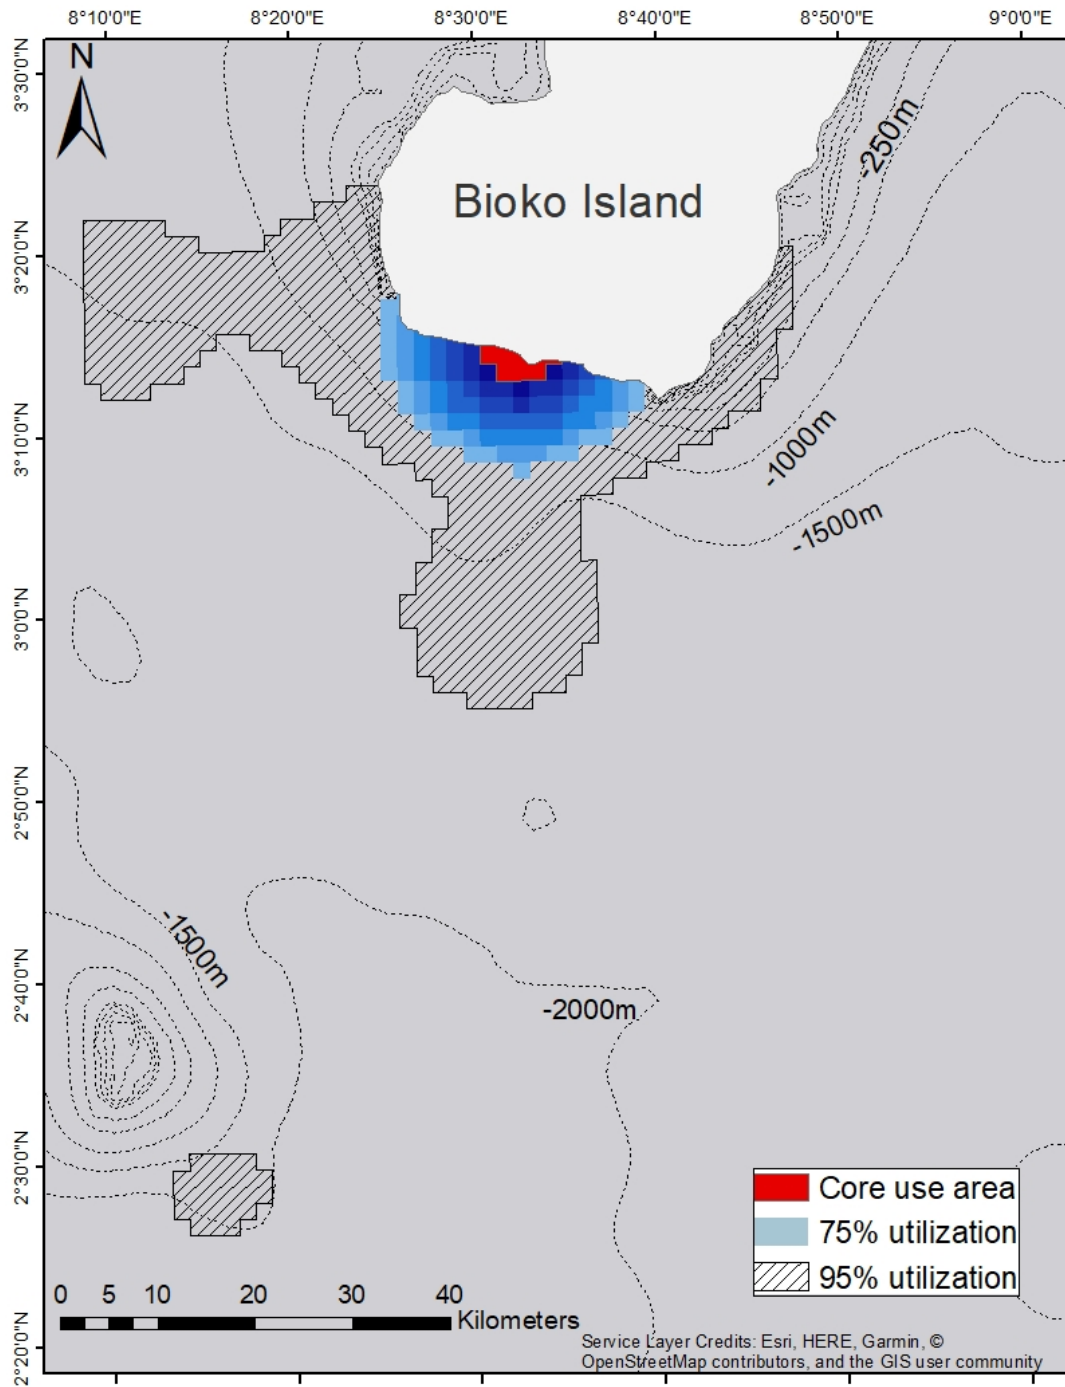 8°10'0"E 8°20'0"E 8°30'0"E 8°40'0"E 8°50'0"E 9°0'0"E
N
3°30'0"N
-250m
Bioko Island
3°20'0"N
3°10'0"N
-1000m
-1500m
3°0'0"N
2°50'0"N
-1500m
2°40'0"N
-2000m
2°30'0"N
Core use area
75% utilization
95% utilization
0 5 10 20 30 40
Kilometers
2°20'0"N
Service Layer Credits: Esri, HERE, Garmin, ©
OpenStreetMap contributors, and the GIS user community